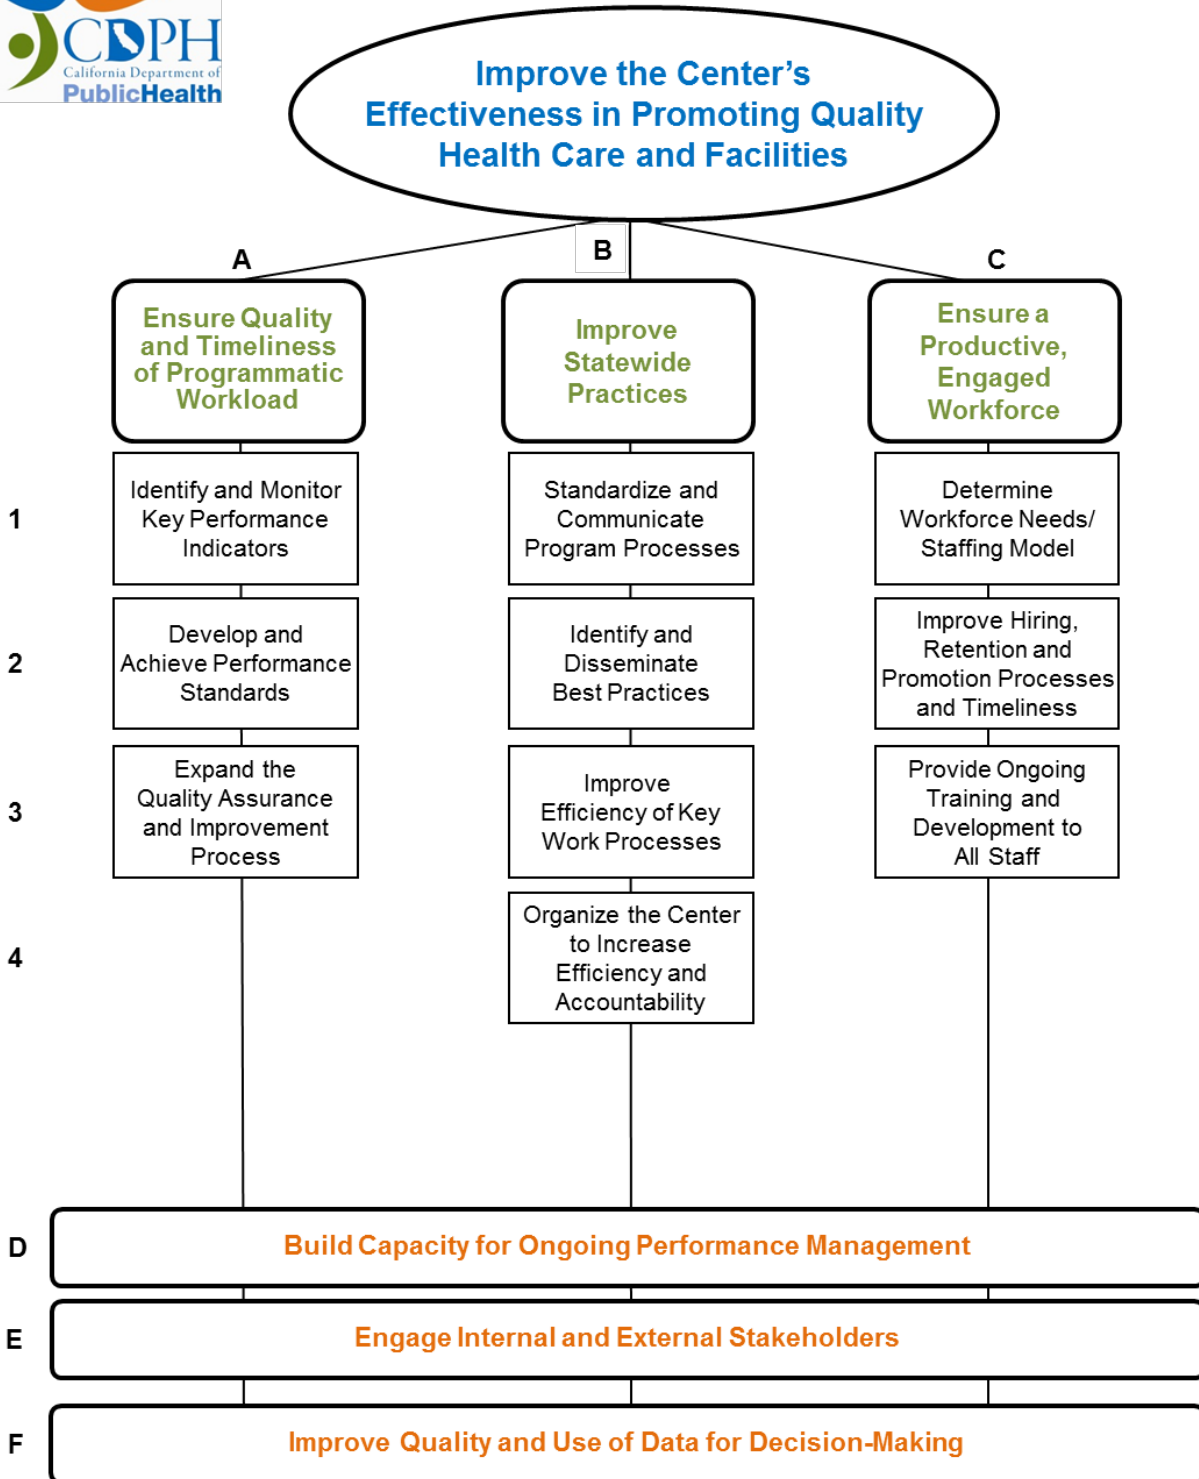 CDPH
California Department of
PublicHealth
Improve the Center's
Effectiveness in Promoting Quality
Health Care and Facilities
A
B
C
Ensure Quality
and Timeliness
of Programmatic
Workload
Improve
Statewide
Practices
Ensure a
Productive,
Engaged
Workforce
1
Identify and Monitor
Key Performance
Indicators
Standardize and
Communicate
Program Processes
Determine
Workforce Needs/
Staffing Model
2
Develop and
Achieve Performance
Standards
Identify and
Disseminate
Best Practices
Improve Hiring,
Retention and
Promotion Processes
and Timeliness
3
Expand the
Quality Assurance
and Improvement
Process
Improve
Efficiency of Key
Work Processes
Provide Ongoing
Training and
Development to
All Staff
4
Organize the Center
to Increase
Efficiency and
Accountability
D
Build Capacity for Ongoing Performance Management
E
Engage Internal and External Stakeholders
F
Improve Quality and Use of Data for Decision-Making